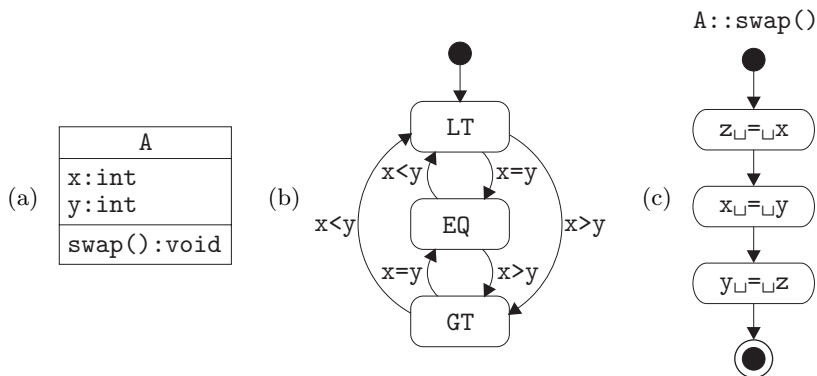 (a)
A
x:int
y:int
swap():void
(b)
LT
x<y
x=y
EQ
x<y
x>y
x=y
x>y
GT
(c)
A::swap()
z␣=␣x
x␣=␣y
y␣=␣z